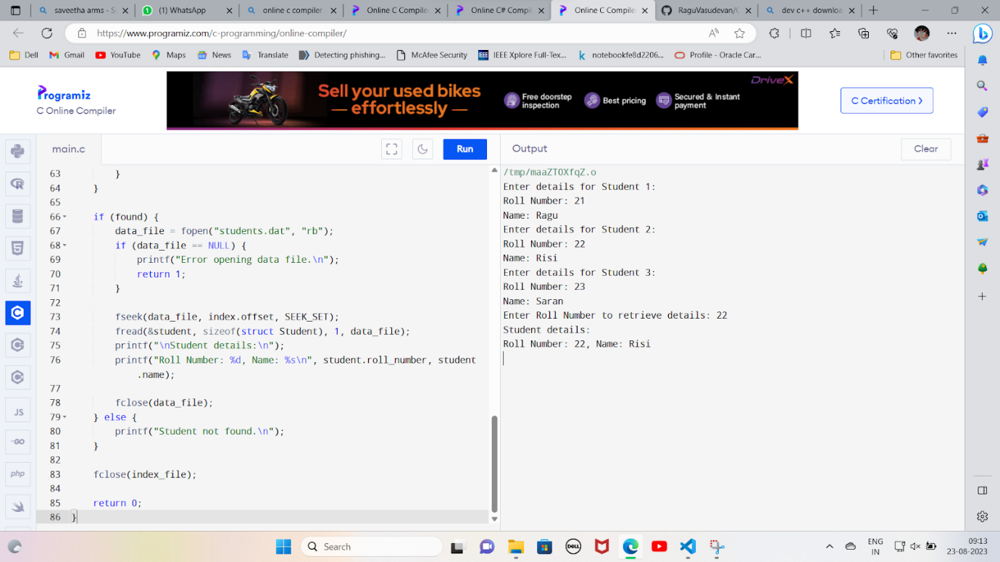 saveetha arms - S
(1) WhatsApp
online c compiler
Online C Compile
Online C# Compil
Online C Compile
RaguVasudevan/
dev c++ downlo
https://www.programiz.com/c-programming/online-compiler/
Dell
Gmail
YouTube
Maps
News
Translate
Detecting phishing...
McAfee Security
IEEE
IEEE Xplore Full-Tex...
notebookfe8d2206...
Profile - Oracle Car...
Other favorites
Programiz
C Online Compiler
Sell your used bikes
— effortlessly —
Free doorstep
inspection
Best pricing
Secured & Instant
payment
DriveX
C Certification >
main.c
Run
Output
Clear
63 }
64 }
65
66 if (found) {
67 data_file = fopen("students.dat", "rb");
68 if (data_file == NULL) {
69 printf("Error opening data file.\n");
70 return 1;
71 }
72
73 fseek(data_file, index.offset, SEEK_SET);
74 fread(&student, sizeof(struct Student), 1, data_file);
75 printf("\nStudent details:\n");
76 printf("Roll Number: %d, Name: %s\n", student.roll_number, student
.name);
77
78 fclose(data_file);
79 } else {
80 printf("Student not found.\n");
81 }
82
83 fclose(index_file);
84
85 return 0;
86 }
/tmp/maaZTOXfqZ.o
Enter details for Student 1:
Roll Number: 21
Name: Ragu
Enter details for Student 2:
Roll Number: 22
Name: Risi
Enter details for Student 3:
Roll Number: 23
Name: Saran
Enter Roll Number to retrieve details: 22
Student details:
Roll Number: 22, Name: Risi
JS
GO
php
Search
DELL
ENG
IN
09:13
23-08-2023